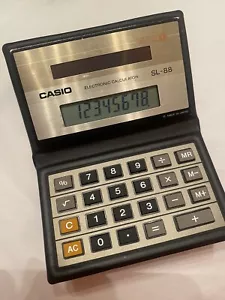 ELECTRONIC CALCULATOR
CASIO SL-88
12345678
% 7 8 9 ÷ MR
√ 4 5 6 × M−
C 1 2 3 − M+
AC 0 . = +